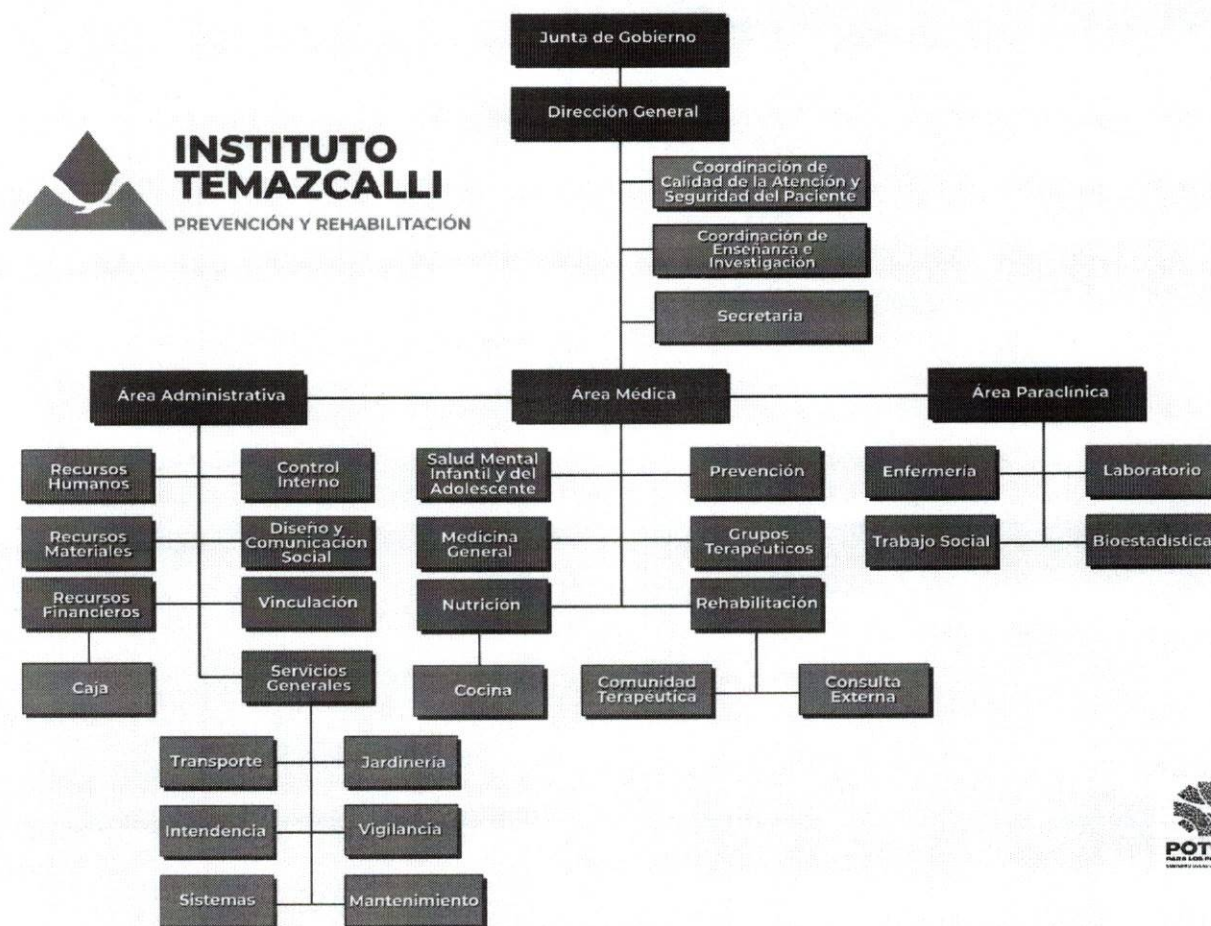 Junta de Gobierno
Dirección General
INSTITUTO
TEMAZCALLI
PREVENCIÓN Y REHABILITACIÓN
Coordinación de
Calidad de la Atención y
Seguridad del Paciente
Coordinación de
Enseñanza e
Investigación
Secretaria
Área Administrativa
Área Médica
Área Paraclínica
Recursos
Humanos
Control
Interno
Salud Mental
Infantil y del
Adolescente
Prevención
Enfermería
Laboratorio
Recursos
Materiales
Diseño y
Comunicación
Social
Medicina
General
Grupos
Terapéuticos
Trabajo Social
Bioestadística
Recursos
Financieros
Vinculación
Nutrición
Rehabilitación
Caja
Servicios
Generales
Cocina
Comunidad
Terapéutica
Consulta
Externa
Transporte
Jardinería
Intendencia
Vigilancia
Sistemas
Mantenimiento
PARA LOS